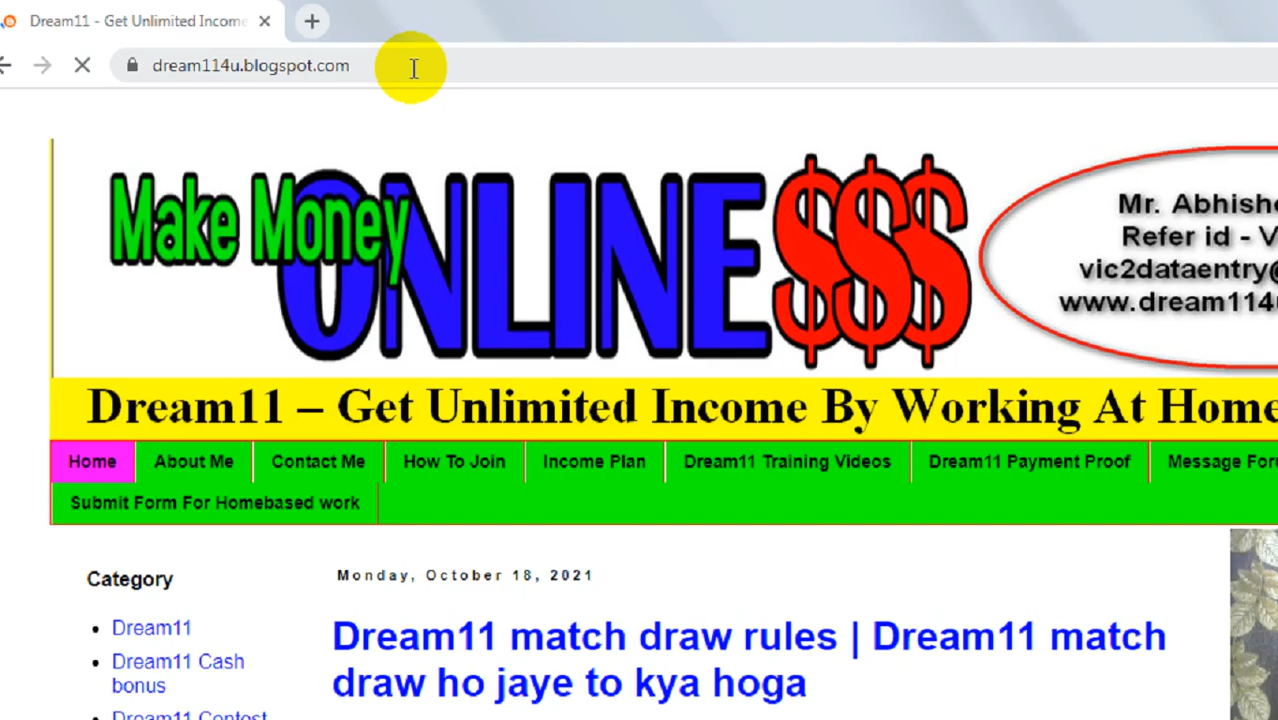 Dream11 - Get Unlimited Income
dream114u.blogspot.com
Make Money ONLINE $$$
Mr.
Refer id -
www.dream114u
Dream11 – Get Unlimited Income By Working At Home
Home About Me Contact Me How To Join Income Plan Dream11 Training Videos Dream11 Payment Proof Message
Submit Form For Homebased work
Category
Monday, October 18, 2021
Dream11
Dream11 match draw rules | Dream11 match
draw ho jaye to kya hoga
Dream11 Cash
bonus
Dream11 Contest